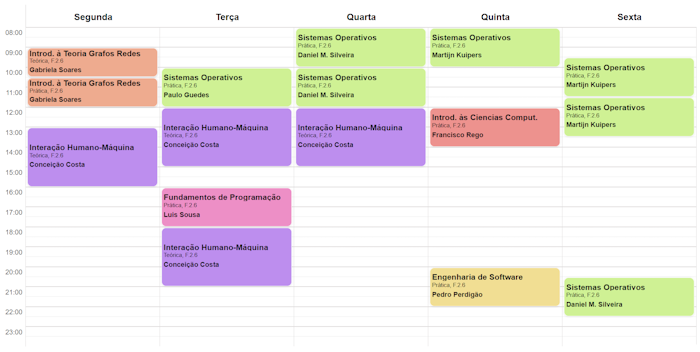 Segunda
Terça
Quarta
Quinta
Sexta
08:00
09:00
10:00
11:00
12:00
13:00
14:00
15:00
16:00
17:00
18:00
19:00
20:00
21:00
22:00
23:00
Introd. à Teoria Grafos Redes
Teórica, F.2.6
Gabriela Soares
Introd. à Teoria Grafos Redes
Prática, F.2.6
Gabriela Soares
Interação Humano-Máquina
Teórica, F.2.6
Conceição Costa
Sistemas Operativos
Prática, F.2.6
Paulo Guedes
Interação Humano-Máquina
Prática, F.2.6
Conceição Costa
Fundamentos de Programação
Prática, F.2.6
Luis Sousa
Interação Humano-Máquina
Teórica, F.2.6
Conceição Costa
Sistemas Operativos
Prática, F.2.6
Daniel M. Silveira
Sistemas Operativos
Prática, F.2.6
Daniel M. Silveira
Interação Humano-Máquina
Prática, F.2.6
Conceição Costa
Sistemas Operativos
Prática, F.2.6
Martijn Kuipers
Introd. às Ciencias Comput.
Prática, F.2.6
Francisco Rego
Engenharia de Software
Prática, F.2.6
Pedro Perdigão
Sistemas Operativos
Prática, F.2.6
Martijn Kuipers
Sistemas Operativos
Prática, F.2.6
Martijn Kuipers
Sistemas Operativos
Prática, F.2.6
Daniel M. Silveira